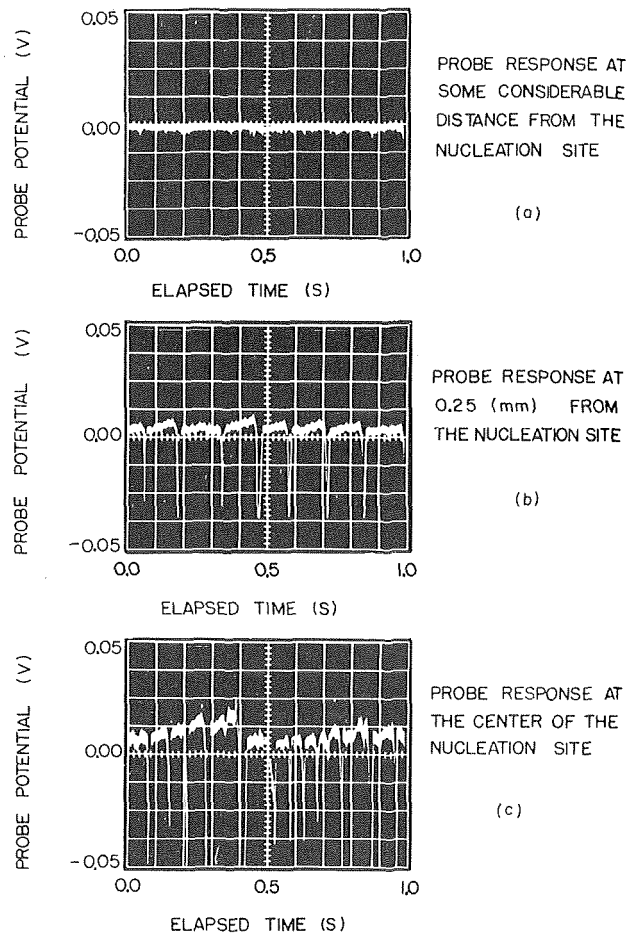 PROBE POTENTIAL (V)
0.05
0.00
-0.05
0.0
0.5
1.0
ELAPSED TIME (S)
PROBE RESPONSE AT
SOME CONSIDERABLE
DISTANCE FROM THE
NUCLEATION SITE
(a)
PROBE POTENTIAL (V)
0.05
0.00
-0.05
0.0
0.5
1.0
ELAPSED TIME (S)
PROBE RESPONSE AT
0.25 (mm) FROM
THE NUCLEATION SITE
(b)
PROBE POTENTIAL (V)
0.05
0.00
-0.05
0.0
0.5
1.0
ELAPSED TIME (S)
PROBE RESPONSE AT
THE CENTER OF THE
NUCLEATION SITE
(c)